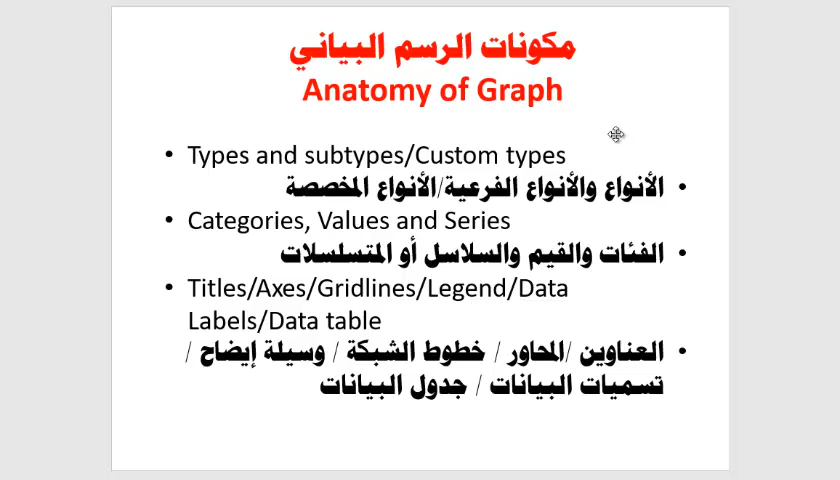 مكونات الرسم البياني
Anatomy of Graph
• Types and subtypes/Custom types
• الأنواع والأنواع الفرعية/الأنواع المخصصة
• Categories, Values and Series
• الفئات والقيم والسلاسل أو المتسلسلات
• Titles/Axes/Gridlines/Legend/Data
Labels/Data table
• العناوين /المحاور / خطوط الشبكة / وسيلة إيضاح /
تسميات البيانات / جدول البيانات